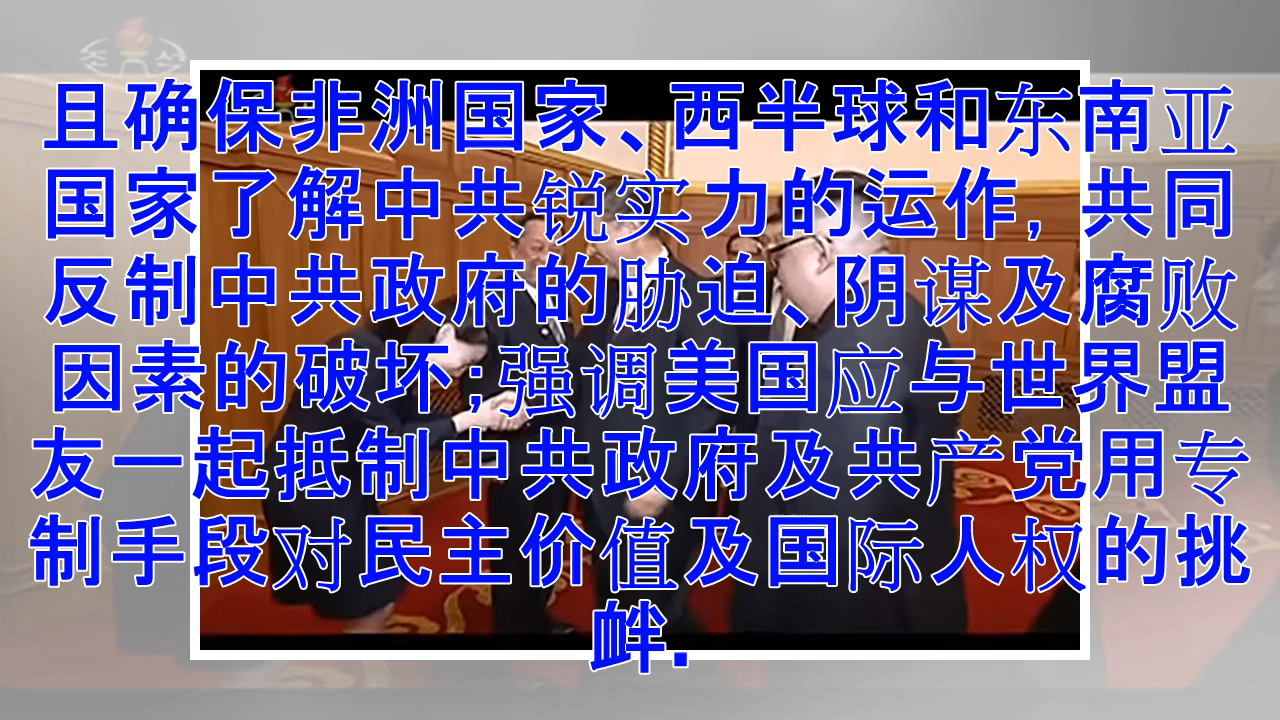 且确保非洲国家、西半球和东南亚
国家了解中共锐实力的运作, 共同
反制中共政府的胁迫、阴谋及腐败
因素的破坏;强调美国应与世界盟
友一起抵制中共政府及共产党用专
制手段对民主价值及国际人权的挑
衅.